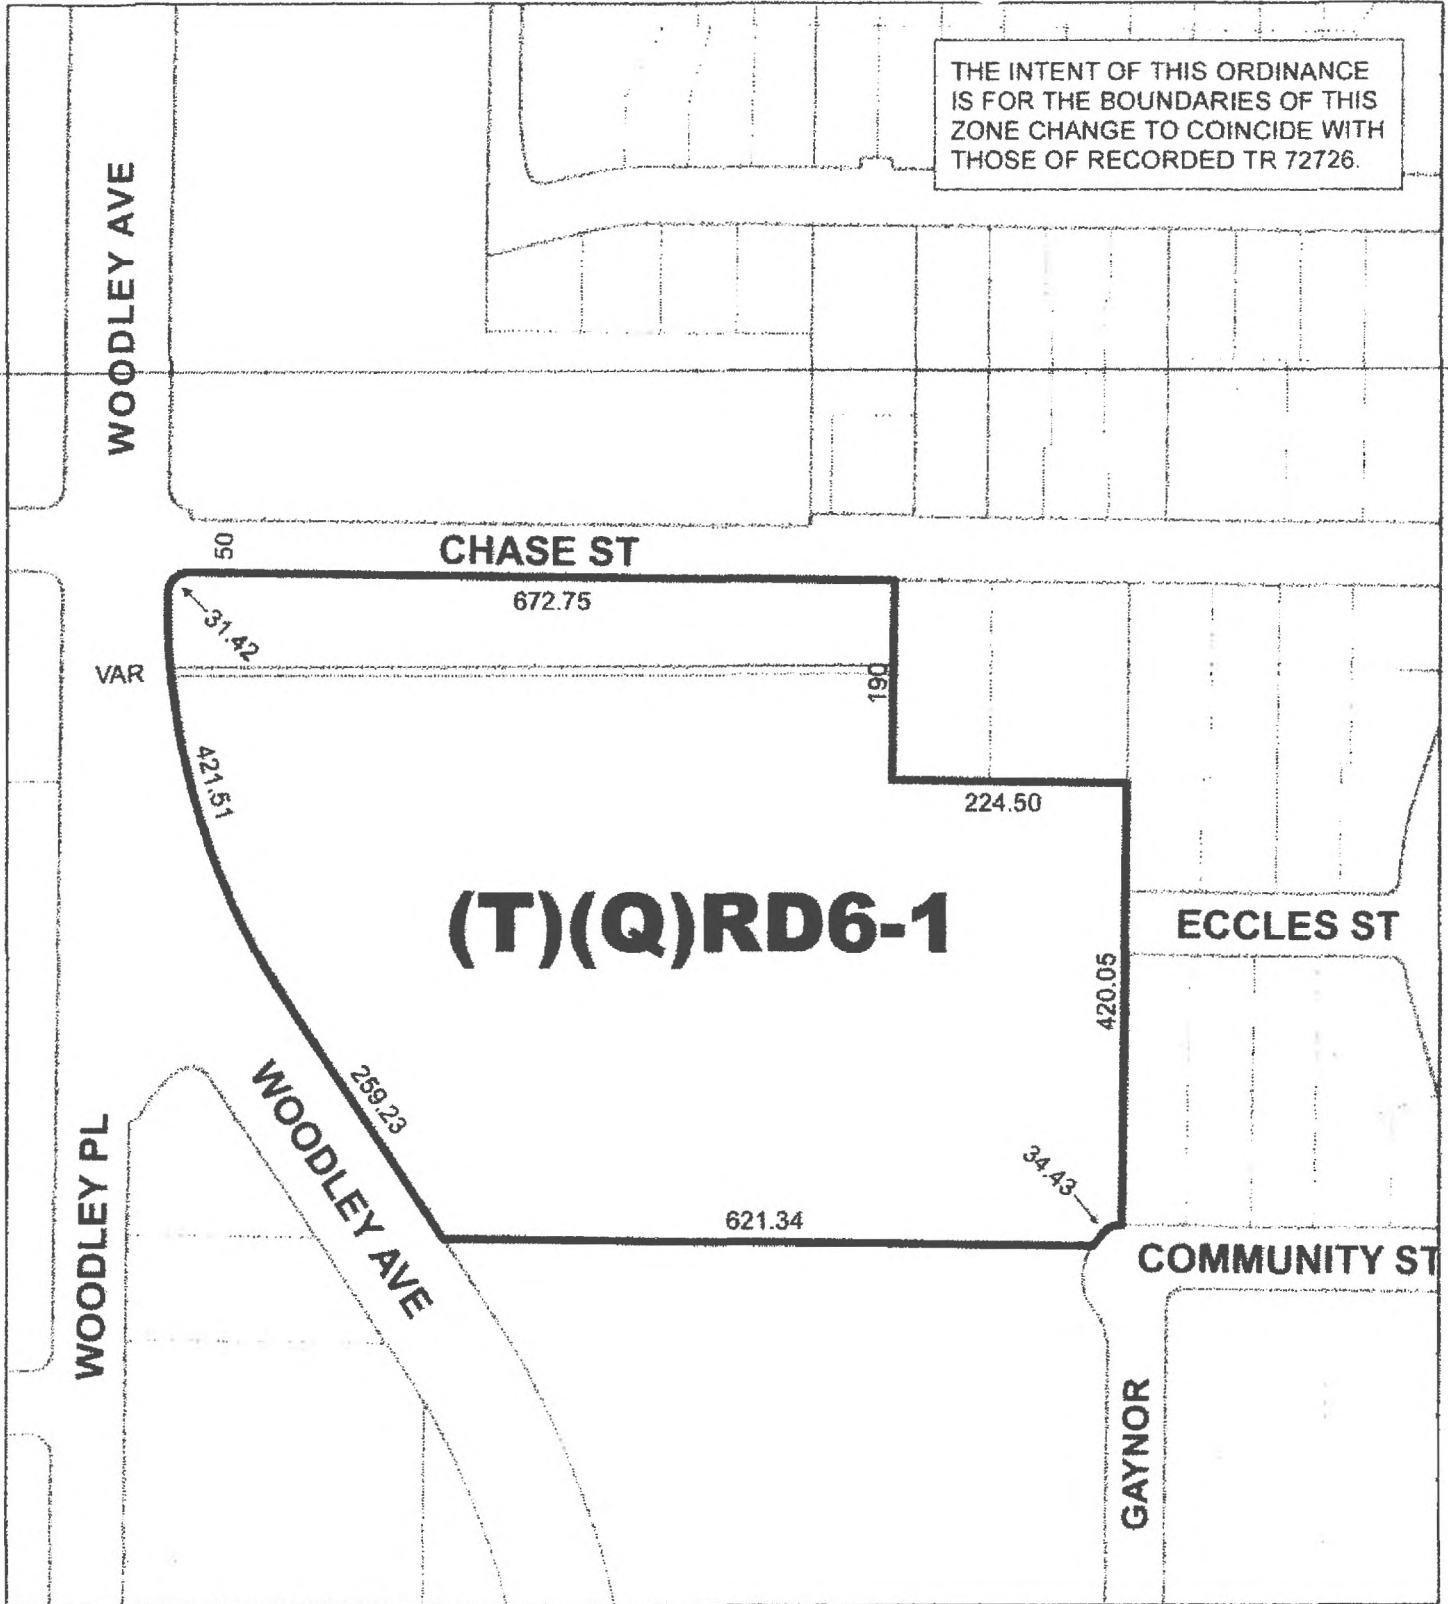 THE INTENT OF THIS ORDINANCE
IS FOR THE BOUNDARIES OF THIS
ZONE CHANGE TO COINCIDE WITH
THOSE OF RECORDED TR 72726.
WOODLEY AVE
50
CHASE ST
672.75
31.42
VAR
190
421.51
224.50
(T)(Q)RD6-1
ECCLES ST
420.05
259.23
WOODLEY AVE
WOODLEY PL
34.43
621.34
COMMUNITY ST
GAYNOR